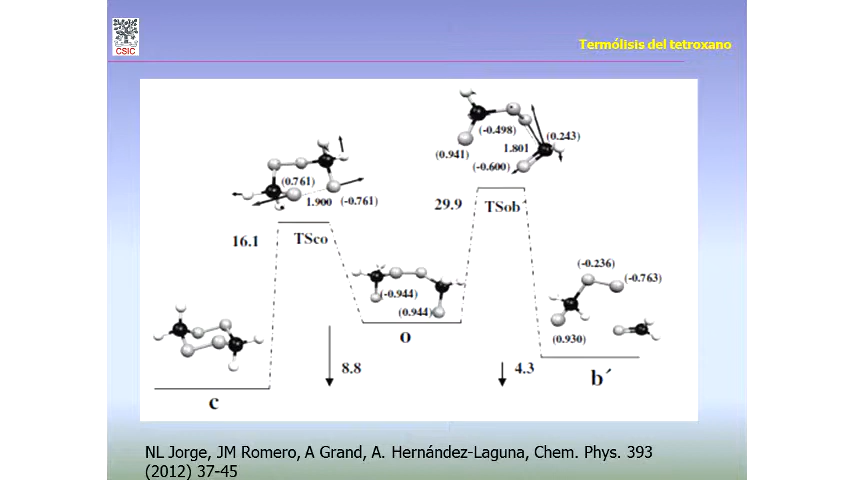 CSIC
Termólisis del tetroxano
(-0.498)
(0.243)
(0.941)
1.801
(-0.600)
(0.761)
1.900
(-0.761)
29.9
TSob´
16.1
TSco
(-0.236)
(-0.763)
(-0.944)
(0.944)
o
(0.930)
8.8
4.3
b´
c
NL Jorge, JM Romero, A Grand, A. Hernández-Laguna, Chem. Phys. 393
(2012) 37-45